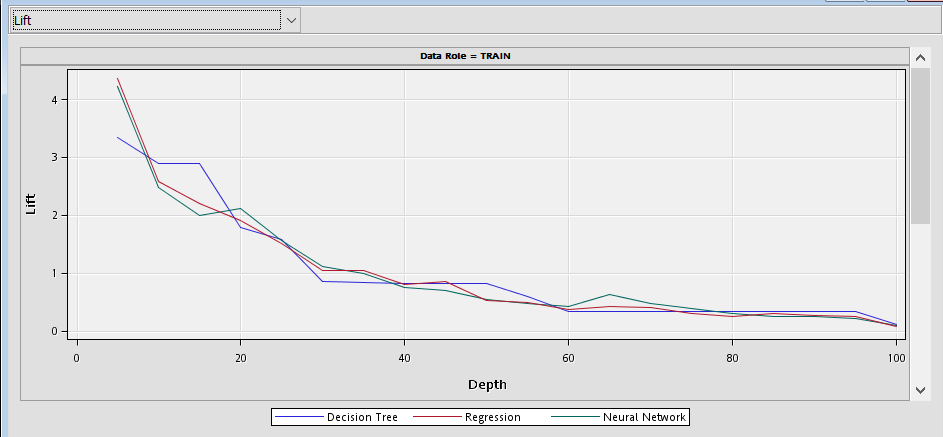 Lift
Data Role = TRAIN
4
3
2
1
0
Lift
0 20 40 60 80 100
Depth
Decision Tree Regression Neural Network